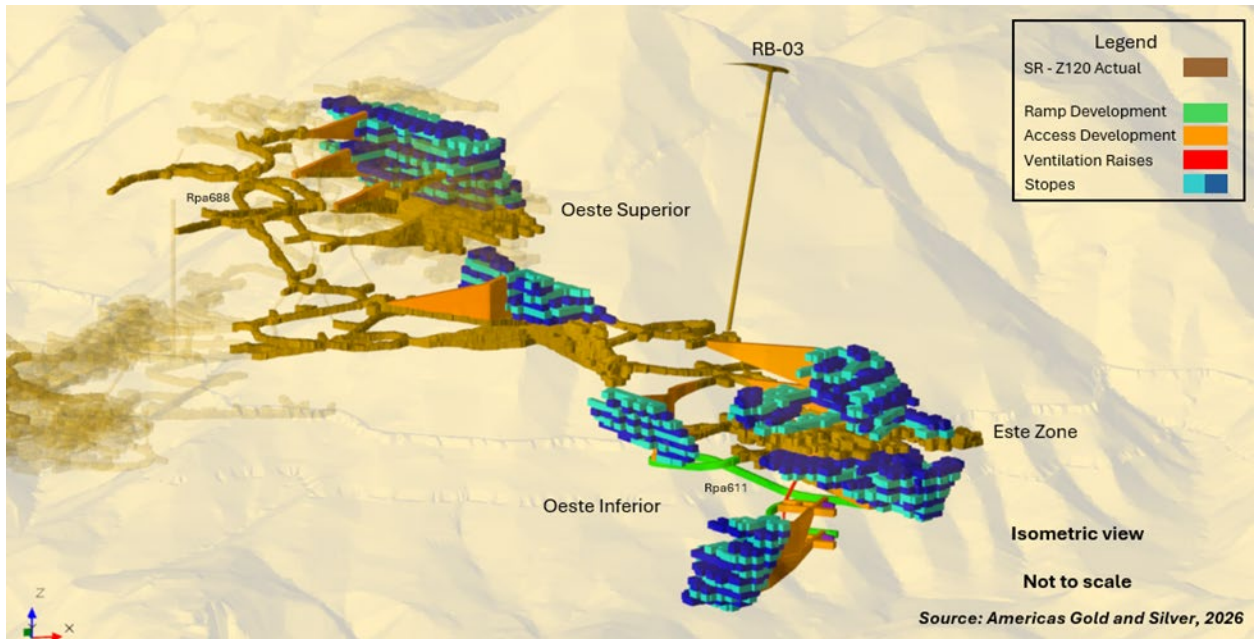 RB-03
Legend
SR - Z120 Actual
Ramp Development
Access Development
Ventilation Raises
Stopes
Rpa688
Oeste Superior
Este Zone
Rpa611
Oeste Inferior
Isometric view
Not to scale
Source: Americas Gold and Silver, 2026
Z
X